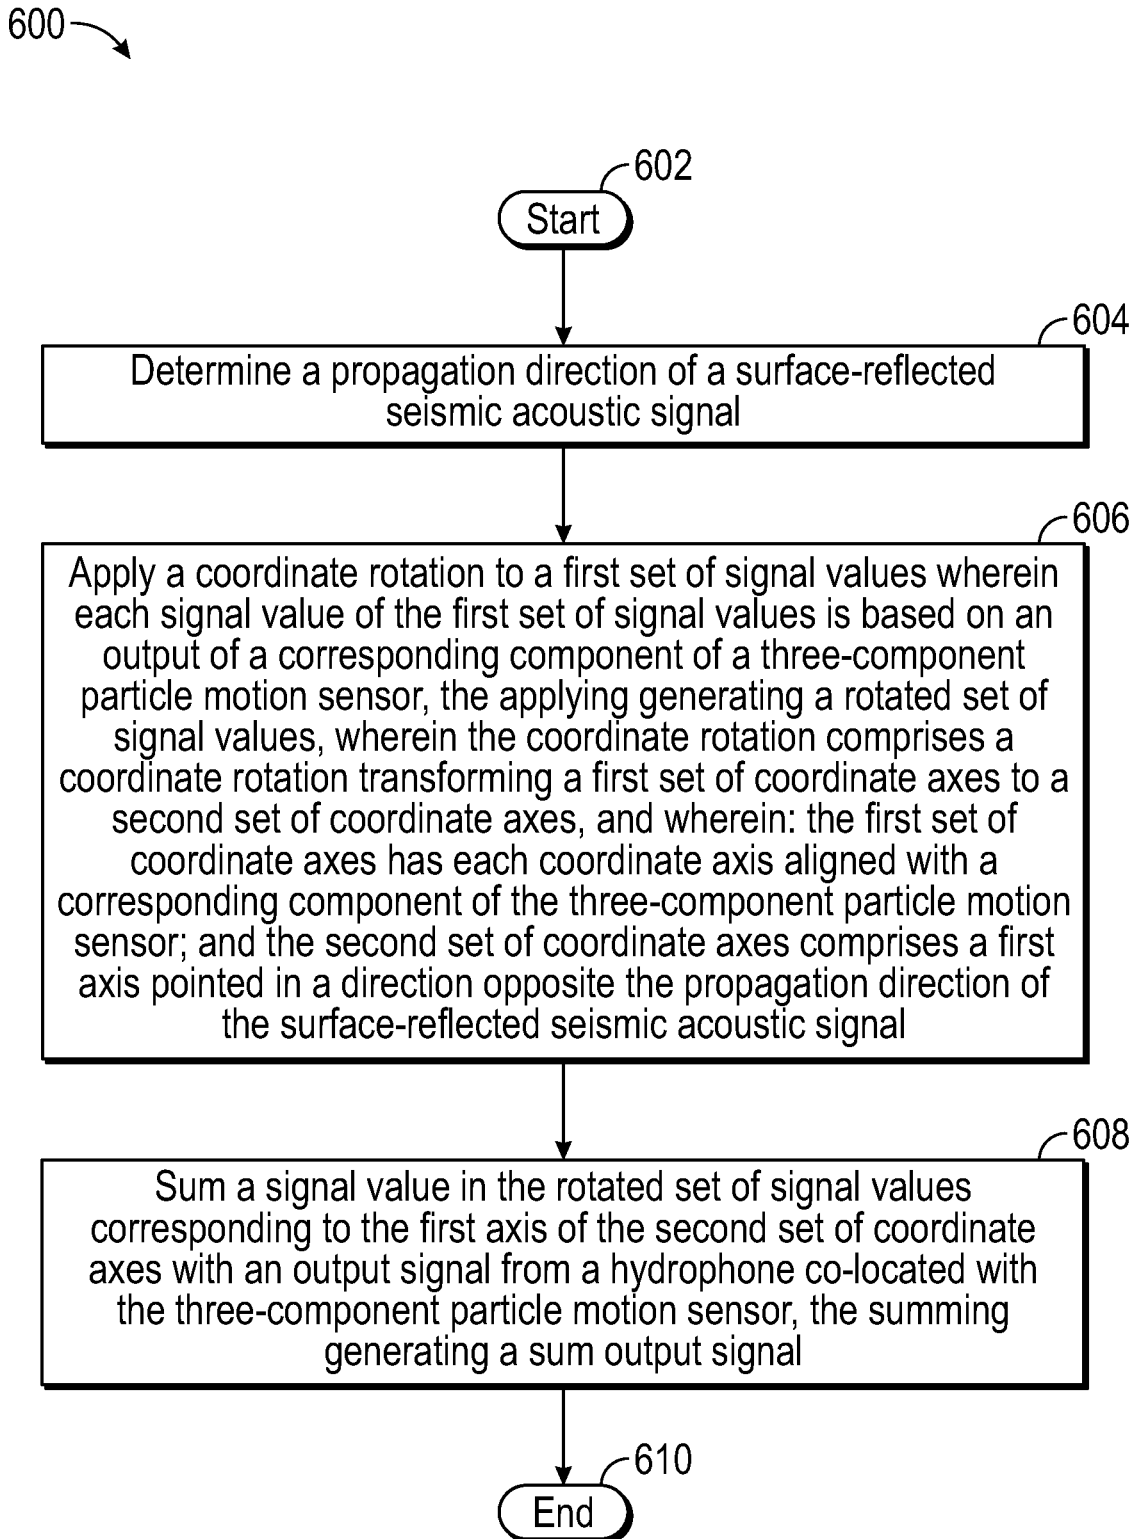 600
602
Start
604
Determine a propagation direction of a surface-reflected
seismic acoustic signal
606
Apply a coordinate rotation to a first set of signal values wherein
each signal value of the first set of signal values is based on an
output of a corresponding component of a three-component
particle motion sensor, the applying generating a rotated set of
signal values, wherein the coordinate rotation comprises a
coordinate rotation transforming a first set of coordinate axes to a
second set of coordinate axes, and wherein: the first set of
coordinate axes has each coordinate axis aligned with a
corresponding component of the three-component particle motion
sensor; and the second set of coordinate axes comprises a first
axis pointed in a direction opposite the propagation direction of
the surface-reflected seismic acoustic signal
608
Sum a signal value in the rotated set of signal values
corresponding to the first axis of the second set of coordinate
axes with an output signal from a hydrophone co-located with
the three-component particle motion sensor, the summing
generating a sum output signal
610
End